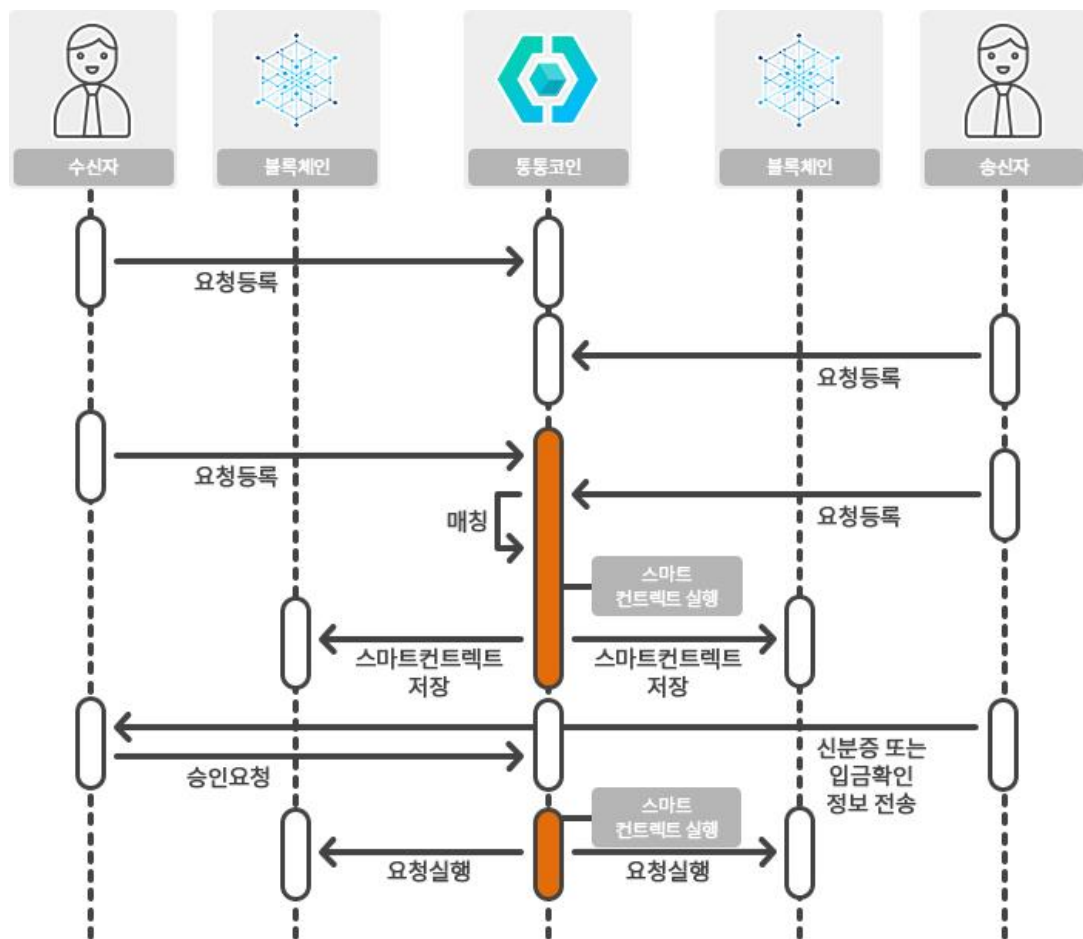 수신자
블록체인
통통코인
블록체인
송신자
요청등록
요청등록
요청등록
요청등록
매칭
스마트
컨트렉트 실행
스마트컨트렉트
저장
스마트컨트렉트
저장
신분증 또는
입금확인
정보 전송
승인요청
스마트
컨트렉트 실행
요청실행
요청실행